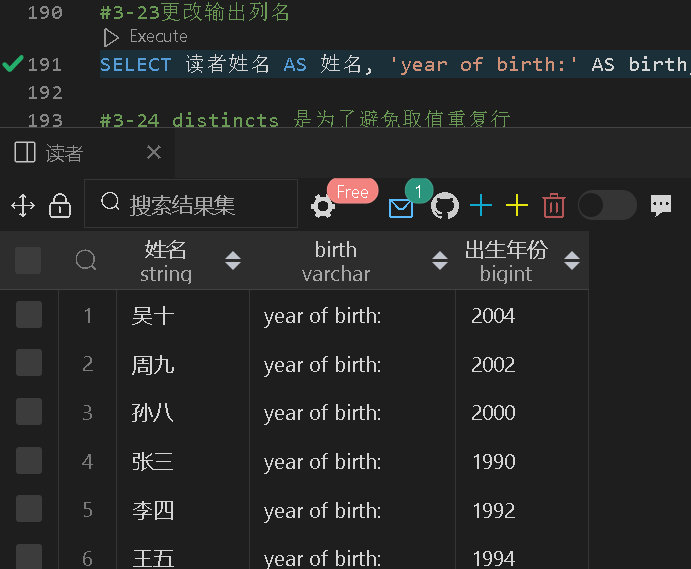 190 #3-23更改输出列名
Execute
191 SELECT 读者姓名 AS 姓名, 'year of birth:' AS birth,
192
193 #3-24 distincts 是为了避免取值重复行
读者
搜索结果集 Free 1
姓名 birth 出生年份
string varchar bigint
1 吴十 year of birth: 2004
2 周九 year of birth: 2002
3 孙八 year of birth: 2000
4 张三 year of birth: 1990
5 李四 year of birth: 1992
6 王五 year of birth: 1994